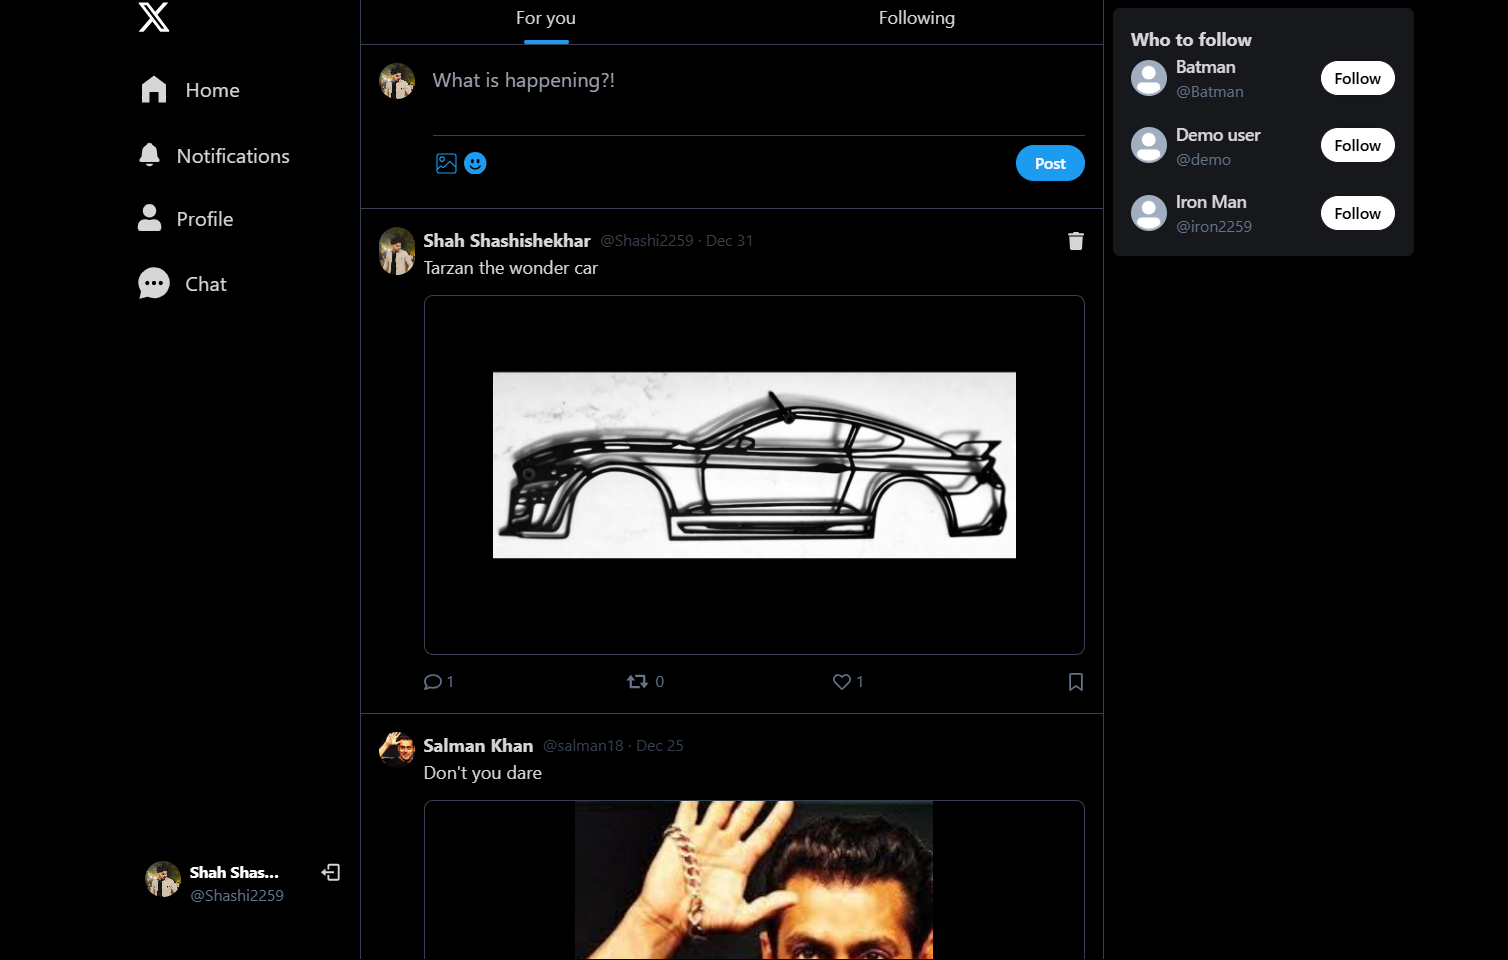 For you
Following
Home
Notifications
Profile
Chat
What is happening?!
Post
Shah Shashishekhar @Shashi2259 · Dec 31
Tarzan the wonder car
1
0
1
Salman Khan @salman18 · Dec 25
Don't you dare
Shah Shas...
@Shashi2259
Who to follow
Batman
@Batman
Follow
Demo user
@demo
Follow
Iron Man
@iron2259
Follow